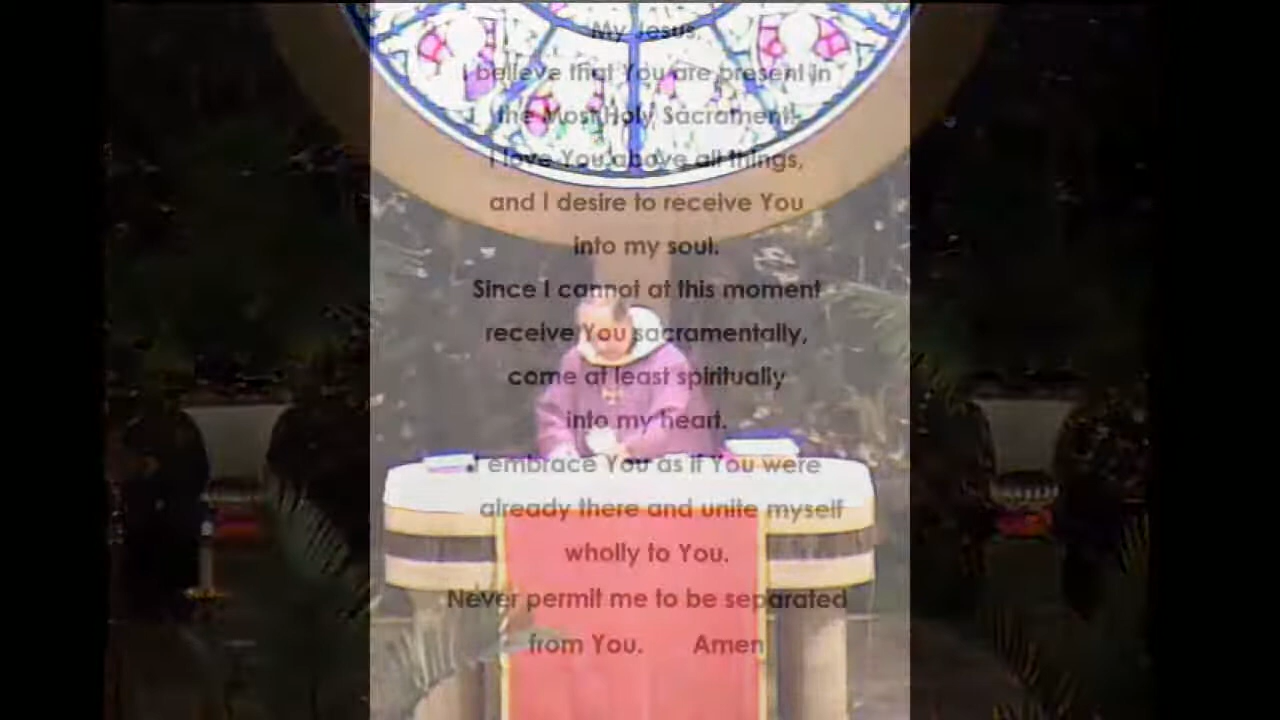 My Jesus,
I believe that You are present in
the Most Holy Sacrament.
I love You above all things,
and I desire to receive You
into my soul.
Since I cannot at this moment
receive You sacramentally,
come at least spiritually
into my heart.
I embrace You as if You were
already there and unite myself
wholly to You.
Never permit me to be separated
from You. Amen